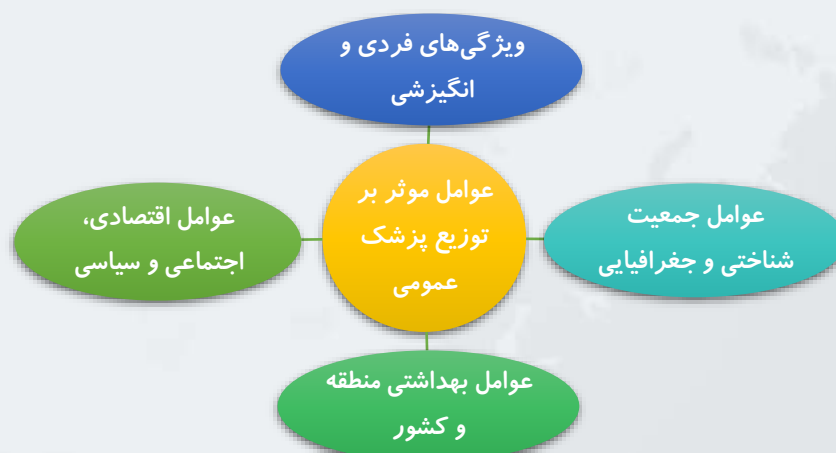 ویژگی‌های فردی و
انگیزشی
عوامل موثر بر
توزیع پزشک
عمومی
عوامل جمعیت
شناختی و جغرافیایی
عوامل اقتصادی،
اجتماعی و سیاسی
عوامل بهداشتی منطقه
و کشور